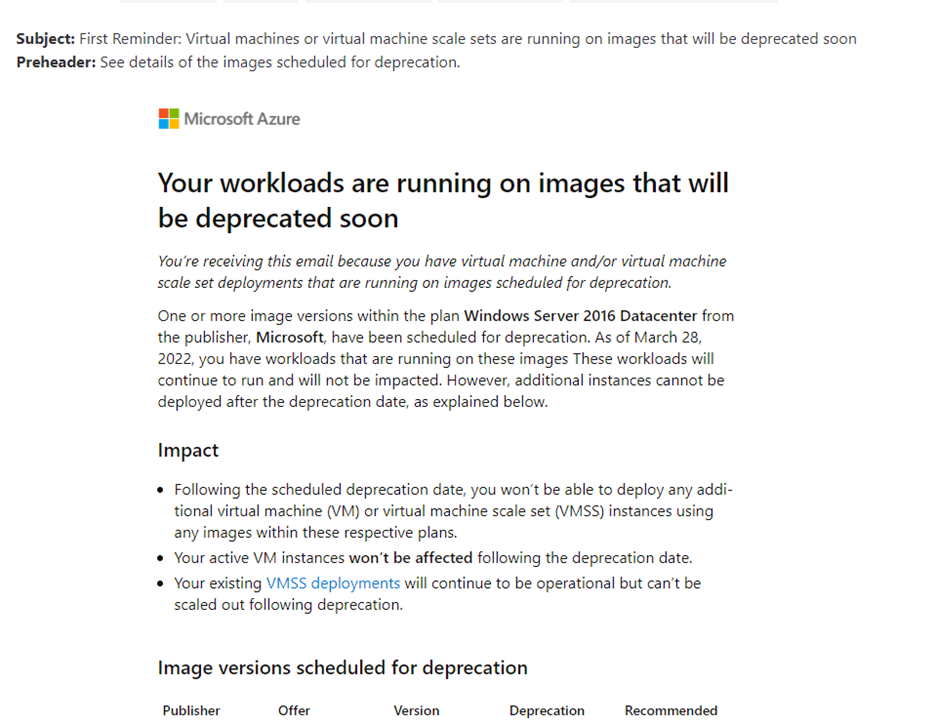 Subject: First Reminder: Virtual machines or virtual machine scale sets are running on images that will be deprecated soon
Preheader: See details of the images scheduled for deprecation.
Microsoft Azure
Your workloads are running on images that will
be deprecated soon
You're receiving this email because you have virtual machine and/or virtual machine
scale set deployments that are running on images scheduled for deprecation.
One or more image versions within the plan Windows Server 2016 Datacenter from
the publisher, Microsoft, have been scheduled for deprecation. As of March 28,
2022, you have workloads that are running on these images These workloads will
continue to run and will not be impacted. However, additional instances cannot be
deployed after the deprecation date, as explained below.
Impact
• Following the scheduled deprecation date, you won't be able to deploy any addi-
tional virtual machine (VM) or virtual machine scale set (VMSS) instances using
any images within these respective plans.
• Your active VM instances won't be affected following the deprecation date.
• Your existing VMSS deployments will continue to be operational but can't be
scaled out following deprecation.
Image versions scheduled for deprecation
Publisher Offer Version Deprecation Recommended